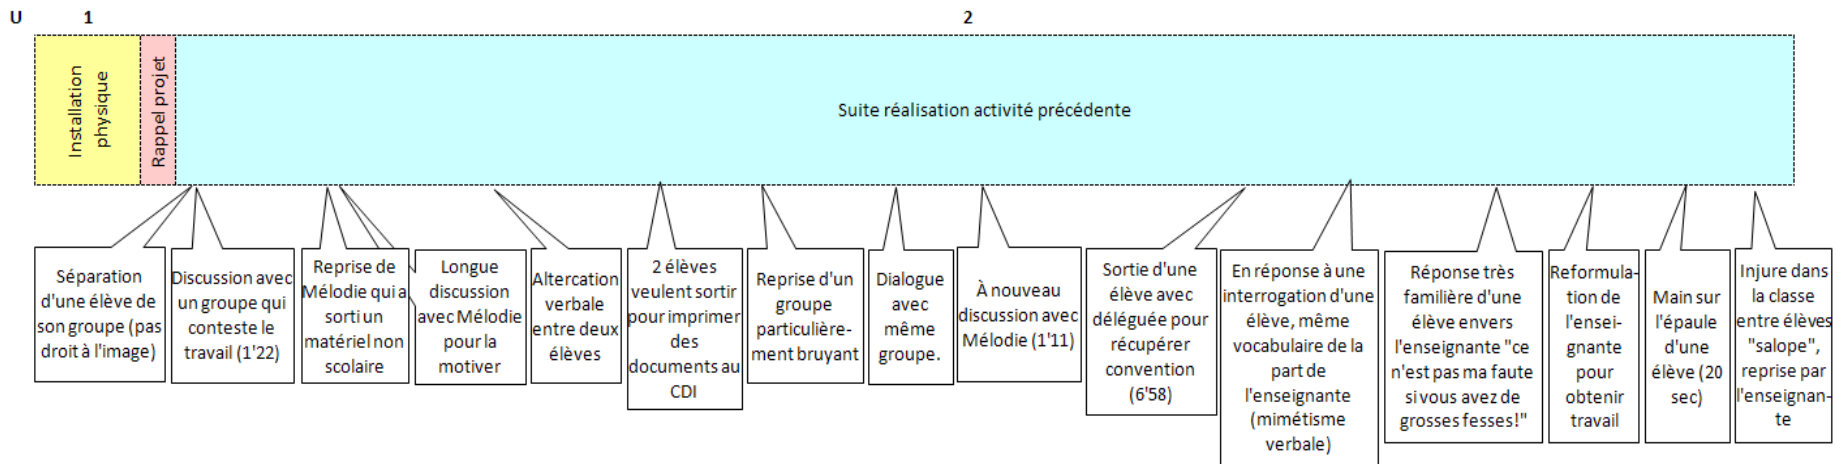 U 1 2
Installation
physique
Rappel projet
Suite réalisation activité précédente
Séparation
d'une élève de
son groupe (pas
droit à l'image)
Discussion avec
un groupe qui
conteste le
travail (1'22)
Reprise de
Mélodie qui a
sorti un
matériel non
scolaire
Longue
discussion
avec Mélodie
pour la
motiver
Altercation
verbale
entre deux
élèves
2 élèves
veulent sortir
pour imprimer
des
documents au
CDI
Reprise d'un
groupe
particulière-
ment bruyant
Dialogue
avec
même
groupe.
À nouveau
discussion avec
Mélodie (1'11)
Sortie d'une
élève avec
déléguée pour
récupérer
convention
(6'58)
En réponse à une
interrogation d'une
élève, même
vocabulaire de la
part de
l'enseignante
(mimétisme
verbale)
Réponse très
familière d'une
élève envers
l'enseignante "ce
n'est pas ma faute
si vous avez de
grosses fesses!"
Reformula-
tion de
l'ensei-
gnante
pour
obtenir
travail
Main sur
l'épaule
d'une
élève (20
sec)
Injure dans
la classe
entre élèves
"salope",
reprise par
l'enseignan-
te